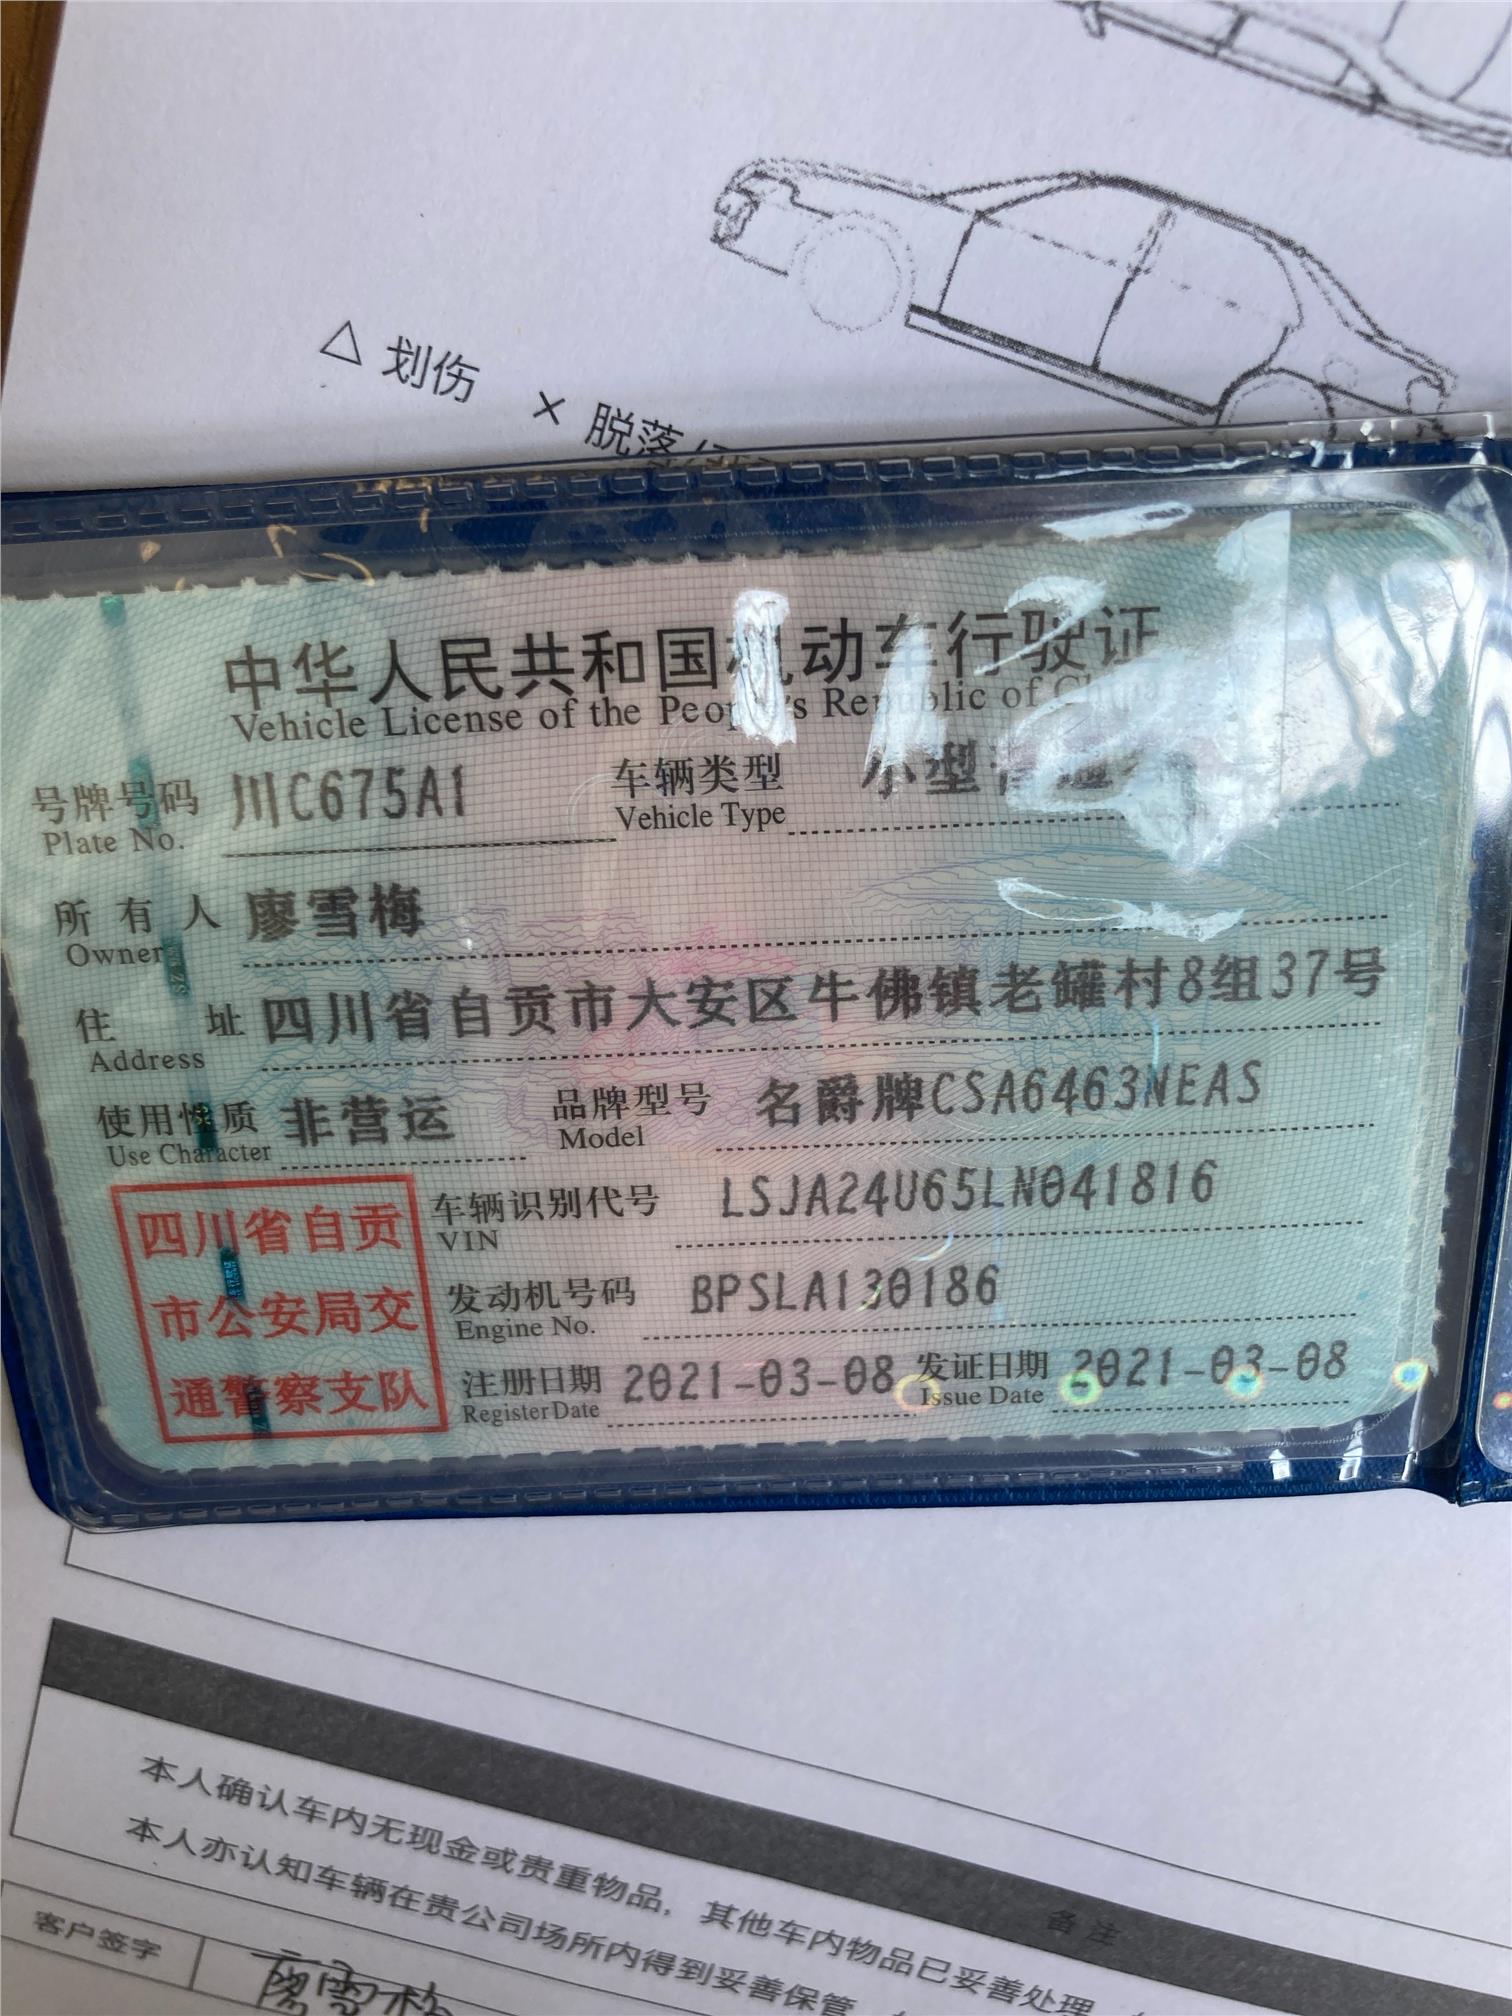 △ 划伤 × 脱落
中华人民共和国机动车行驶证
Vehicle License of the People's Republic of China
号牌号码 川C675A1 车辆类型 小型普通
Plate No. Vehicle Type
所有人 廖雪梅
Owner
住址 四川省自贡市大安区牛佛镇老罐村8组37号
Address
使用性质 非营运 品牌型号 名爵牌CSA6463NEAS
Use Character Model
四川省自贡
市公安局交
通警察支队
车辆识别代号 LSJA24U65LN041816
VIN
发动机号码 BPSLA130186
Engine No.
注册日期 2021-03-08 发证日期 2021-03-08
Register Date Issue Date
备注
本人确认车内无现金或贵重物品，其他车内物品已妥善处理
本人亦认知车辆在贵公司场所内得到妥善保管
客户签字 廖雪梅